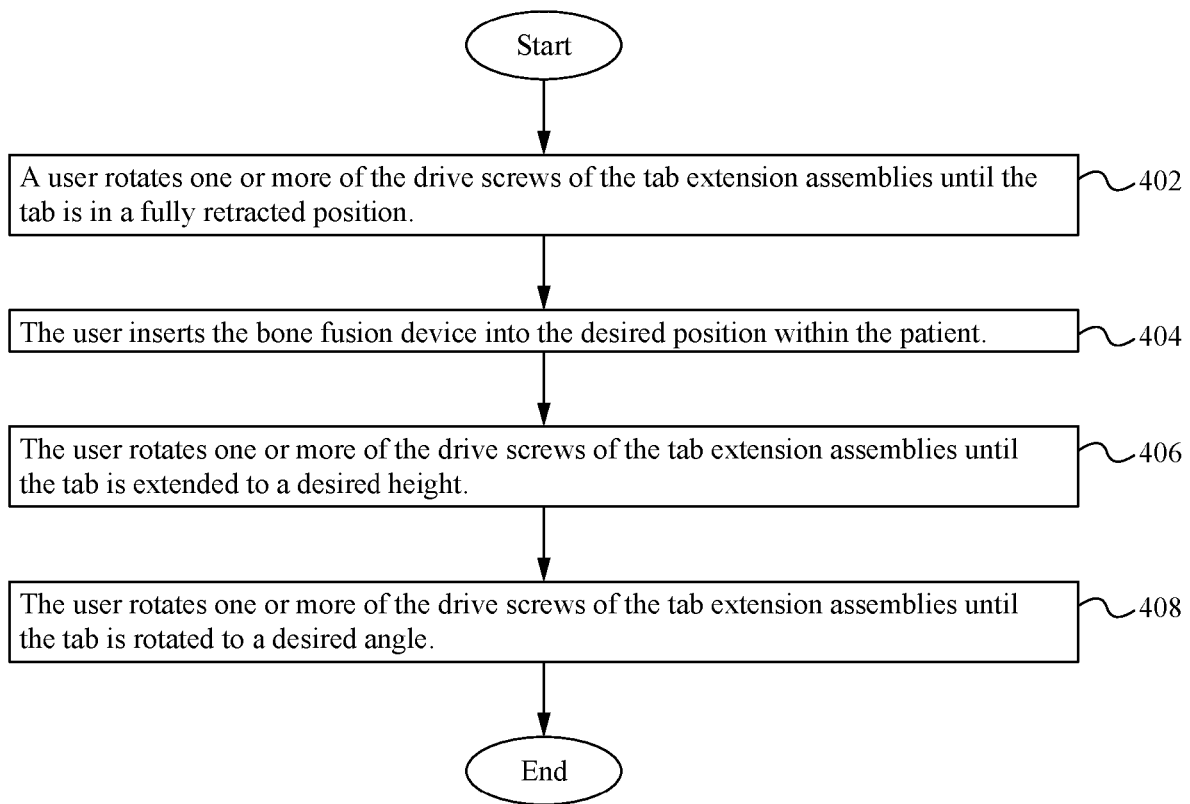 Start
A user rotates one or more of the drive screws of the tab extension assemblies until the
tab is in a fully retracted position.
402
The user inserts the bone fusion device into the desired position within the patient.
404
The user rotates one or more of the drive screws of the tab extension assemblies until
the tab is extended to a desired height.
406
The user rotates one or more of the drive screws of the tab extension assemblies until
the tab is rotated to a desired angle.
408
End